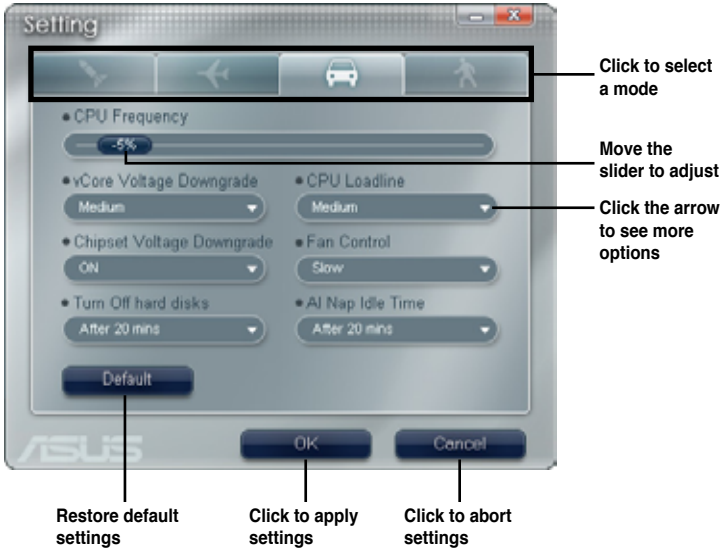 Setting
Click to select
a mode
CPU Frequency
-5%
Move the
slider to adjust
vCore Voltage Downgrade
CPU Loadline
Medium
Medium
Click the arrow
to see more
options
Chipset Voltage Downgrade
Fan Control
ON
Slow
Turn Off hard disks
AI Nap Idle Time
After 20 mins
After 20 mins
Default
ASUS
OK
Cancel
Restore default
settings
Click to apply
settings
Click to abort
settings